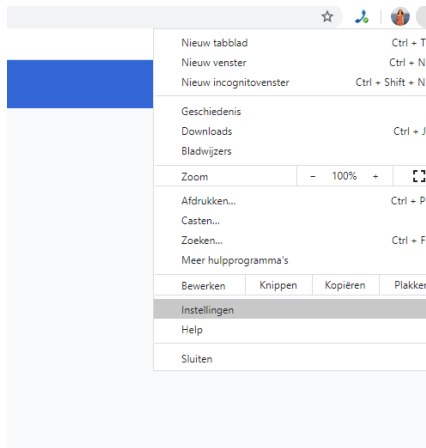 Nieuw tabblad Ctrl + T
Nieuw venster Ctrl + N
Nieuw incognitovenster Ctrl + Shift + N
Geschiedenis
Downloads Ctrl + J
Bladwijzers
Zoom - 100% +
Afdrukken... Ctrl + P
Casten...
Zoeken... Ctrl + F
Meer hulpprogramma's
Bewerken Knippen Kopiëren Plakken
Instellingen
Help
Sluiten